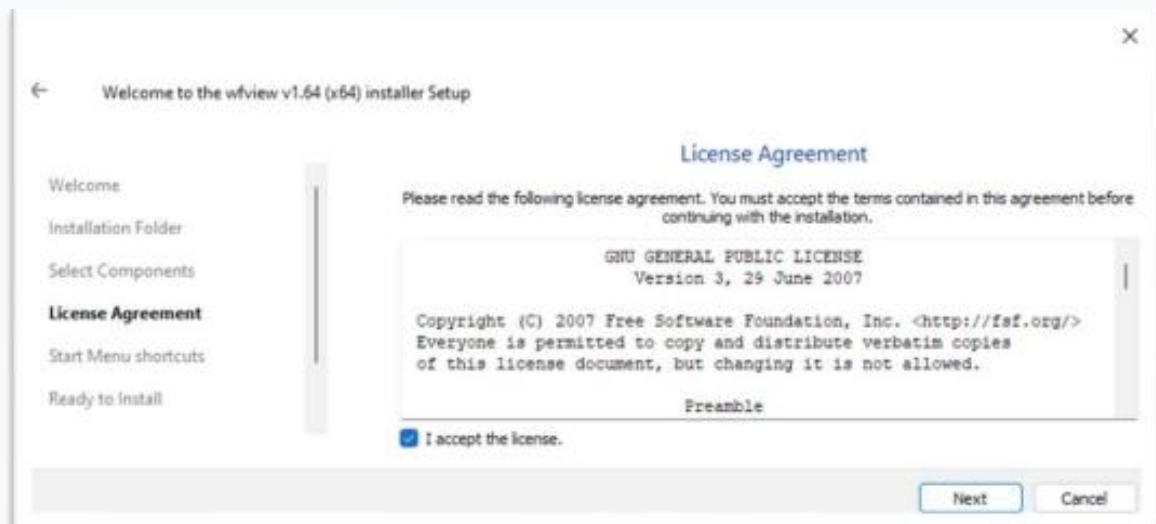 Welcome to the wfview v1.64 (x64) installer Setup
Welcome
Installation Folder
Select Components
License Agreement
Start Menu shortcuts
Ready to Install
License Agreement
Please read the following license agreement. You must accept the terms contained in this agreement before
continuing with the installation.
GNU GENERAL PUBLIC LICENSE
Version 3, 29 June 2007
Copyright (C) 2007 Free Software Foundation, Inc. <http://fsf.org/>
Everyone is permitted to copy and distribute verbatim copies
of this license document, but changing it is not allowed.
Preamble
I accept the license.
Next
Cancel